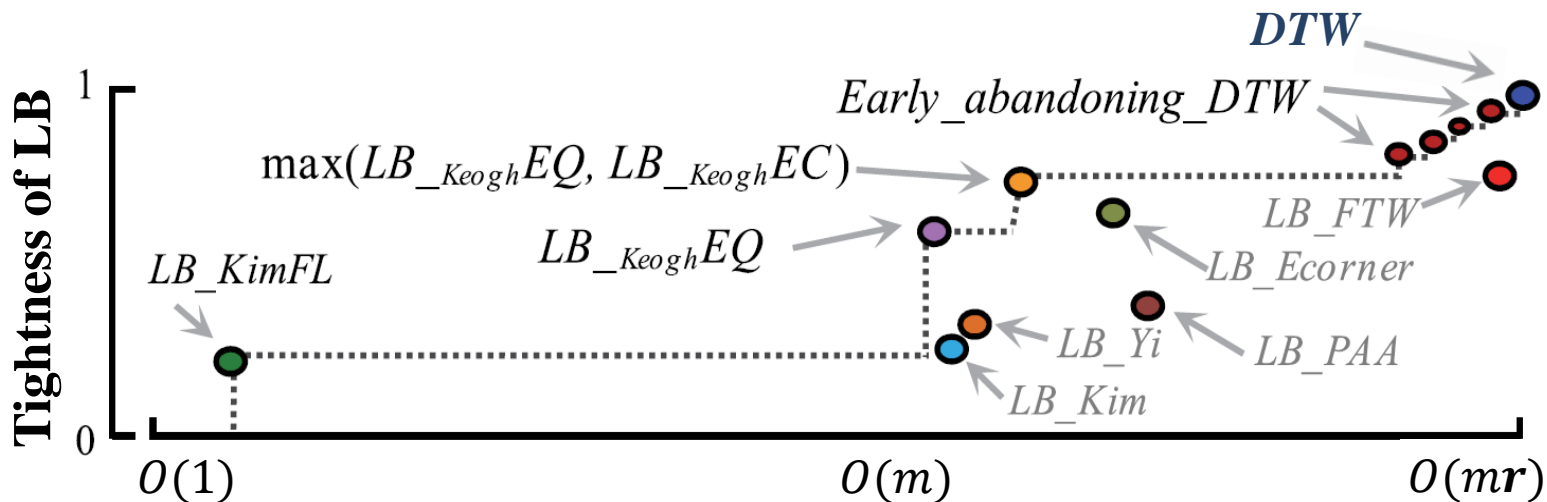 DTW
1
Early_abandoning_DTW
max(LB_KeoghEQ, LB_KeoghEC)
LB_FTW
LB_KeoghEQ
LB_KimFL
LB_Ecorner
LB_Yi
LB_PAA
LB_Kim
Tightness of LB
0
O(1)
O(m)
O(mr)